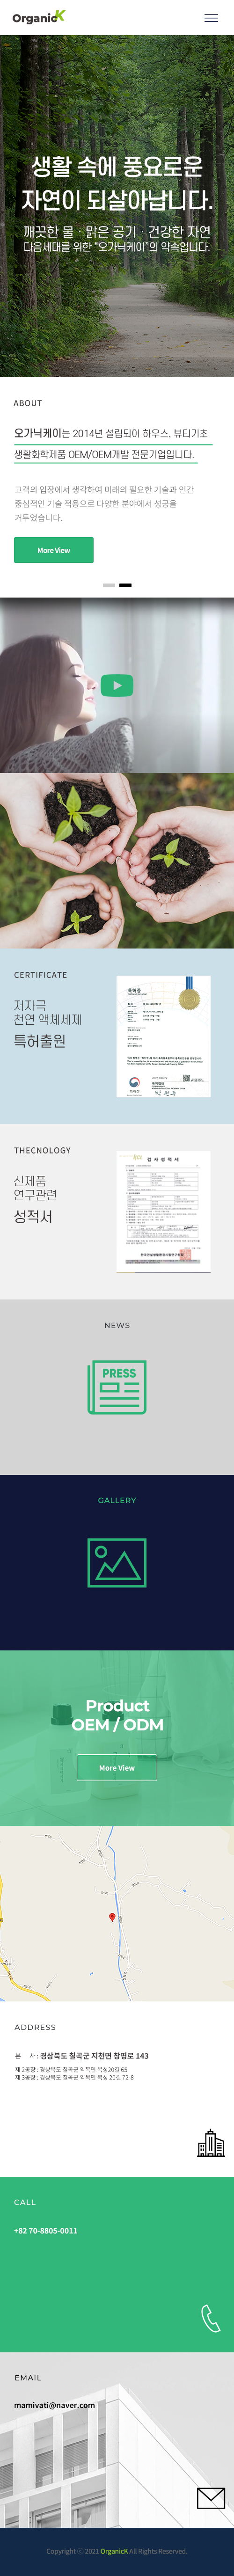 OrganicK
생활 속에 풍요로운
자연이 되살아납니다.
깨끗한 물 · 맑은 공기 · 건강한 자연
다음세대를 위한 "오가닉케이"의 약속입니다.
ABOUT
오가닉케이는 2014년 설립되어 하우스, 뷰티기초
생활화학제품 OEM/OEM개발 전문기업입니다.
고객의 입장에서 생각하여 미래의 필요한 기술과 인간
중심적인 기술 적용으로 다양한 분야에서 성공을
거두었습니다.
More View
CERTIFICATE
저자극
천연 액체세제
특허출원
특허증
THECNOLOGY
신제품
연구관련
성적서
검사성적서
NEWS
PRESS
GALLERY
Product
OEM / ODM
More View
ADDRESS
본 사 : 경상북도 칠곡군 지천면 창평로 143
제 2공장 : 경상북도 칠곡군 약목면 복성20길 65
제 3공장 : 경상북도 칠곡군 약목면 복성 20길 72-8
CALL
+82 70-8805-0011
EMAIL
mamivati@naver.com
Copyright ⓒ 2021 OrganicK All Rights Reserved.